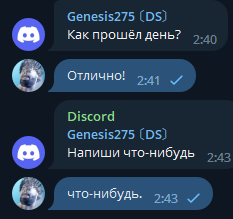 Genesis275 〔DS〕
Как прошёл день?
2:40
Отлично!
2:41
Discord
Genesis275 〔DS〕
Напиши что-нибудь
2:43
что-нибудь.
2:43